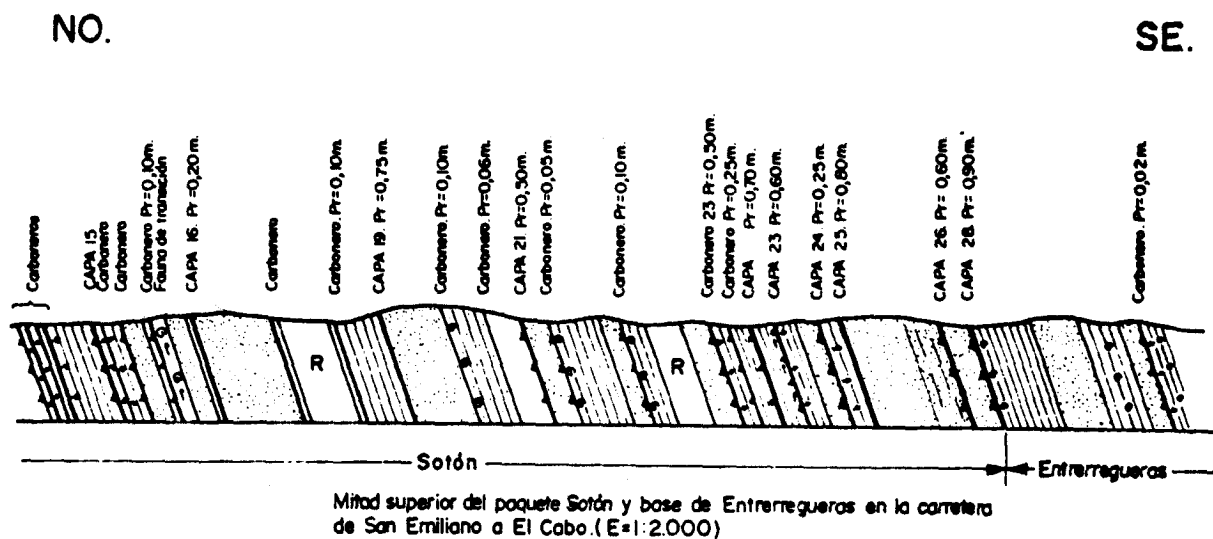 NO.
SE.
Carboneros
CAPA 15
Carbonero
Carbonero
Carbonero Pr=0,10m.
Fauna de transición
CAPA 16. Pr=0,20m.
Carbonero
Carbonero. Pr=0,10m.
CAPA 19. Pr=0,75m.
Carbonero. Pr=0,10m.
Carbonero. Pr=0,06m.
CAPA 21 Pr=0,50m.
Carbonero. Pr=0,05m
Carbonero. Pr=0,10m.
Carbonero 23 Pr=0,50m.
Carbonero Pr=0,25m.
CAPA Pr=0,70m.
CAPA 23 Pr=0,60m.
CAPA 24 Pr=0,25m.
CAPA 25. Pr=0,80m.
CAPA 26. Pr=0,60m.
CAPA 28. Pr=0,90m.
Carbonero. Pr=0,02m.
R
R
Sotón
Entrerregueras
Mitad superior del paquete Sotón y base de Entrerregueras en la carretera
de San Emiliano a El Cabo.(E=1:2.000)